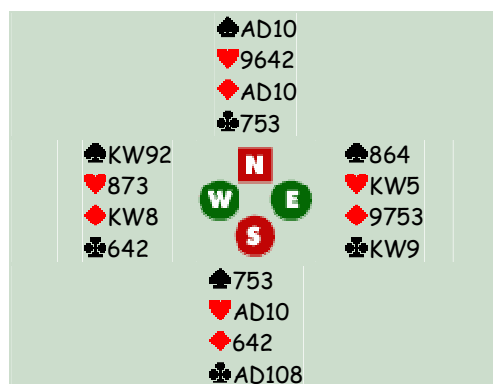 ♠AD10
♥9642
♦AD10
♣753
♠KW92
♥873
♦KW8
♣642
N
W E
S
♠864
♥KW5
♦9753
♣KW9
♠753
♥AD10
♦642
♣AD108